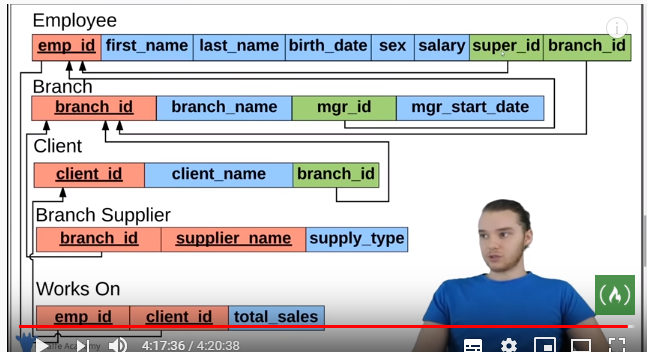 Employee
emp_id first_name last_name birth_date sex salary super_id branch_id
Branch
branch_id branch_name mgr_id mgr_start_date
Client
client_id client_name branch_id
Branch Supplier
branch_id supplier_name supply_type
Works On
emp_id client_id total_sales
4:17:36 / 4:20:38